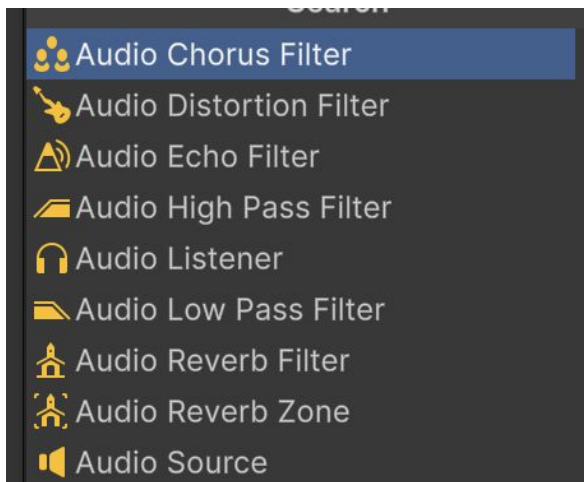 Search
Audio Chorus Filter
Audio Distortion Filter
Audio Echo Filter
Audio High Pass Filter
Audio Listener
Audio Low Pass Filter
Audio Reverb Filter
Audio Reverb Zone
Audio Source